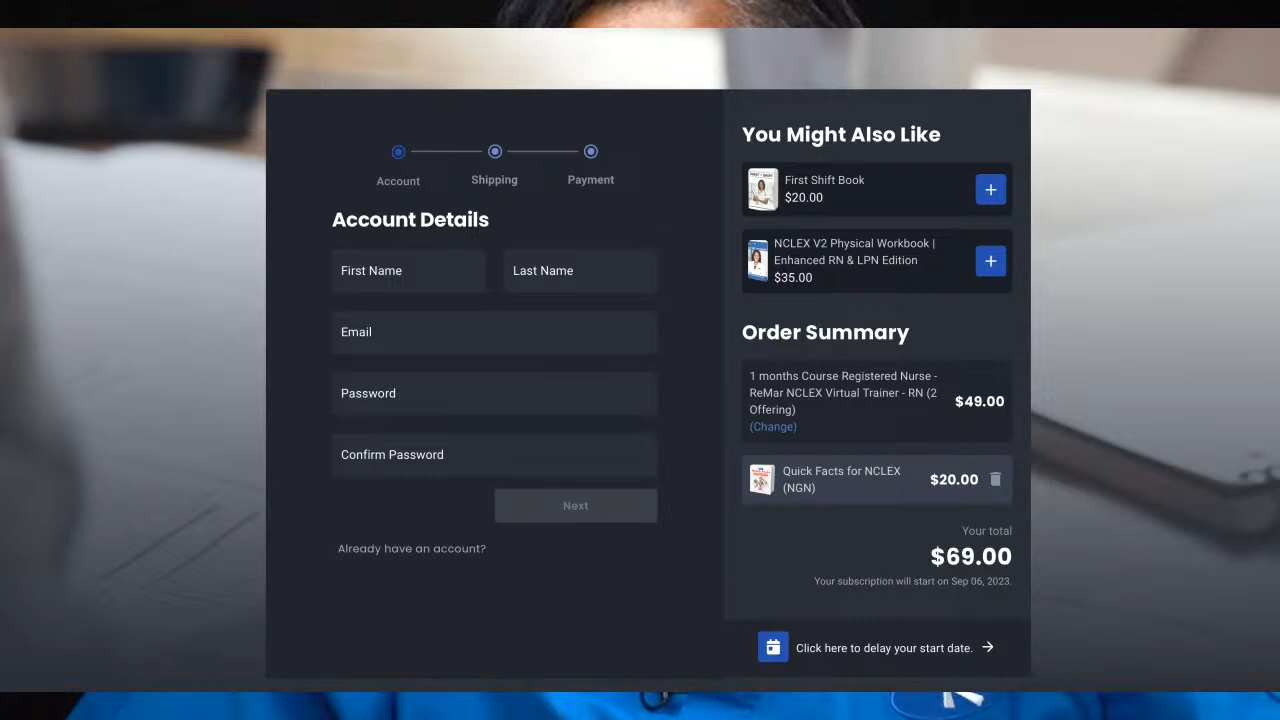 Account
Shipping
Payment
Account Details
First Name
Last Name
Email
Password
Confirm Password
Next
Already have an account?
You Might Also Like
First Shift Book
$20.00
NCLEX V2 Physical Workbook |
Enhanced RN & LPN Edition
$35.00
Order Summary
1 months Course Registered Nurse -
ReMar NCLEX Virtual Trainer - RN (2
Offering)
(Change)
$49.00
Quick Facts for NCLEX
(NGN)
$20.00
Your total
$69.00
Your subscription will start on Sep 06, 2023.
Click here to delay your start date.